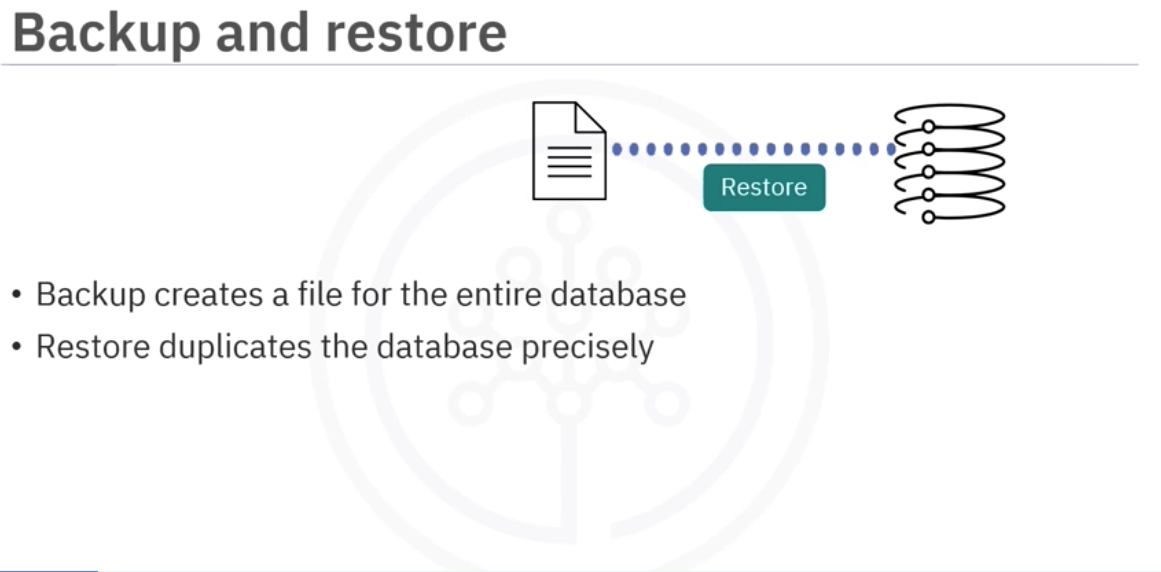 Backup and restore
Restore
• Backup creates a file for the entire database
• Restore duplicates the database precisely